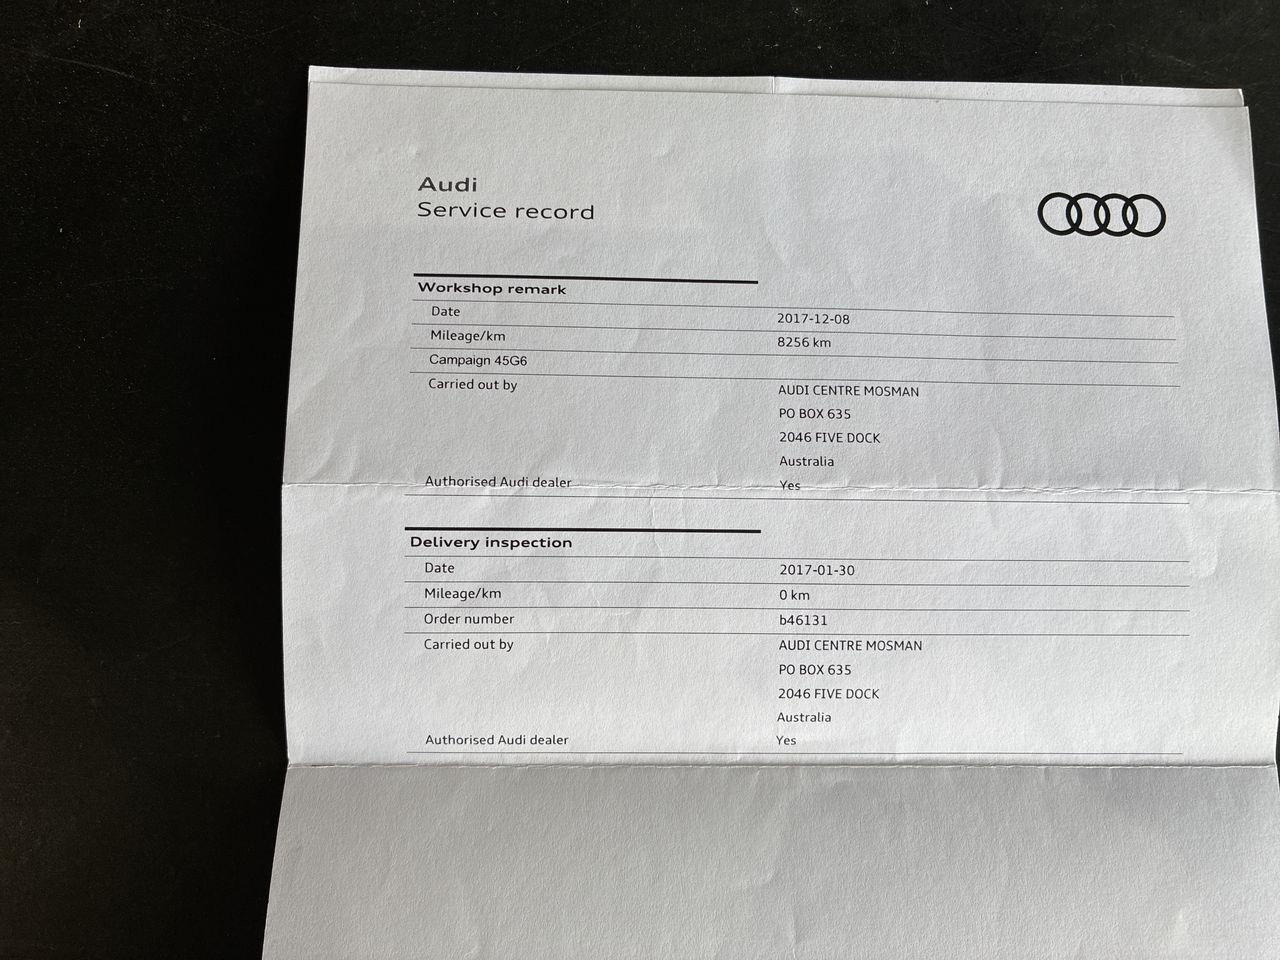 Audi
Service record
Workshop remark
Date 2017-12-08
Mileage/km 8256 km
Campaign 45G6
Carried out by AUDI CENTRE MOSMAN
PO BOX 635
2046 FIVE DOCK
Australia
Authorised Audi dealer Yes
Delivery inspection
Date 2017-01-30
Mileage/km 0 km
Order number b46131
Carried out by AUDI CENTRE MOSMAN
PO BOX 635
2046 FIVE DOCK
Australia
Authorised Audi dealer Yes